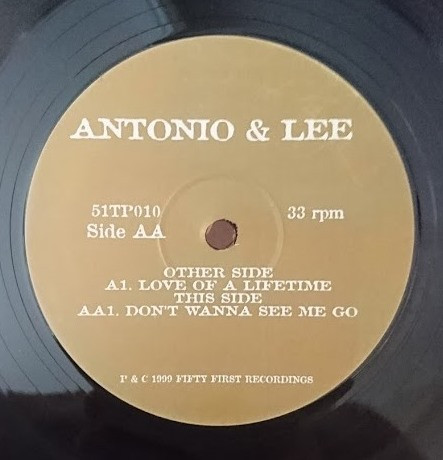 ANTONIO & LEE
51TP010 33 rpm
Side AA
OTHER SIDE
A1. LOVE OF A LIFETIME
THIS SIDE
AA1. DON'T WANNA SEE ME GO
P & C 1999 FIFTY FIRST RECORDINGS